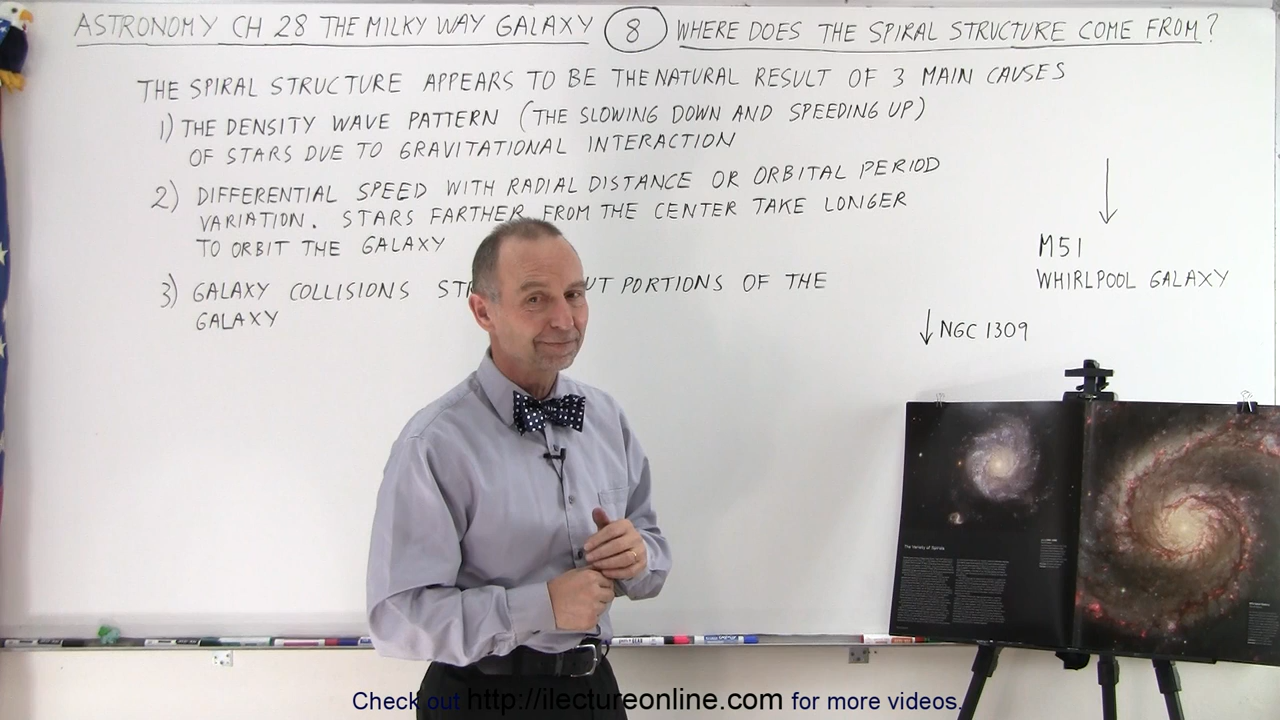 ASTRONOMY CH 28 THE MILKY WAY GALAXY 8 WHERE DOES THE SPIRAL STRUCTURE COME FROM?
THE SPIRAL STRUCTURE APPEARS TO BE THE NATURAL RESULT OF 3 MAIN CAUSES
1) THE DENSITY WAVE PATTERN (THE SLOWING DOWN AND SPEEDING UP)
OF STARS DUE TO GRAVITATIONAL INTERACTION
2) DIFFERENTIAL SPEED WITH RADIAL DISTANCE OR ORBITAL PERIOD
VARIATION. STARS FARTHER FROM THE CENTER TAKE LONGER
TO ORBIT THE GALAXY
3) GALAXY COLLISIONS PORTIONS OF THE
GALAXY
M51
WHIRLPOOL GALAXY
NGC 1309
The Variety of Spirals
Check out http://ilectureonline.com for more videos.